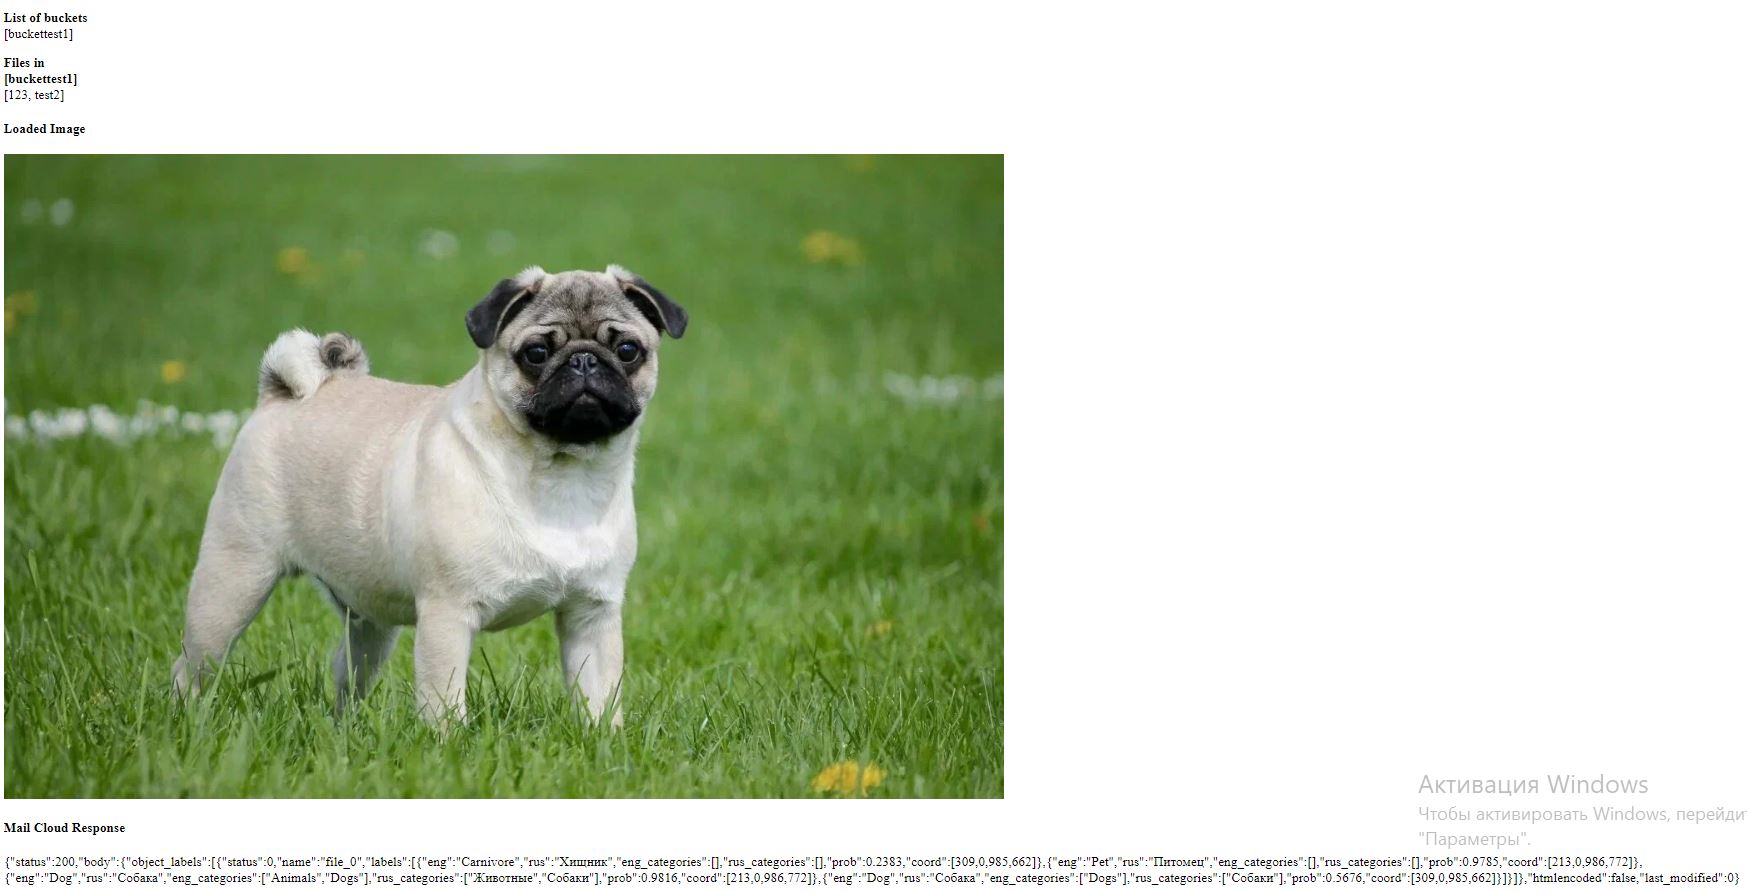 List of buckets
[buckettest1]
Files in
[buckettest1]
[123, test2]
Loaded Image
Mail Cloud Response
{"status":200,"body":{"object_labels":[{"status":0,"name":"file_0","labels":[{"eng":"Carnivore","rus":"Хищник","eng_categories":[],"rus_categories":[],"prob":0.2383,"coord":[309,0,985,662]},{"eng":"Pet","rus":"Питомец","eng_categories":[],"rus_categories":[],"prob":0.9785,"coord":[213,0,986,772]},
{"eng":"Dog","rus":"Собака","eng_categories":["Animals","Dogs"],"rus_categories":["Животные","Собаки"],"prob":0.9816,"coord":[213,0,986,772]},{"eng":"Dog","rus":"Собака","eng_categories":["Dogs"],"rus_categories":["Собаки"],"prob":0.5676,"coord":[309,0,985,662]}]}]},"htmlencoded":false,"last_modified":0}
Активация Windows
Чтобы активировать Windows, перейди
"Параметры".